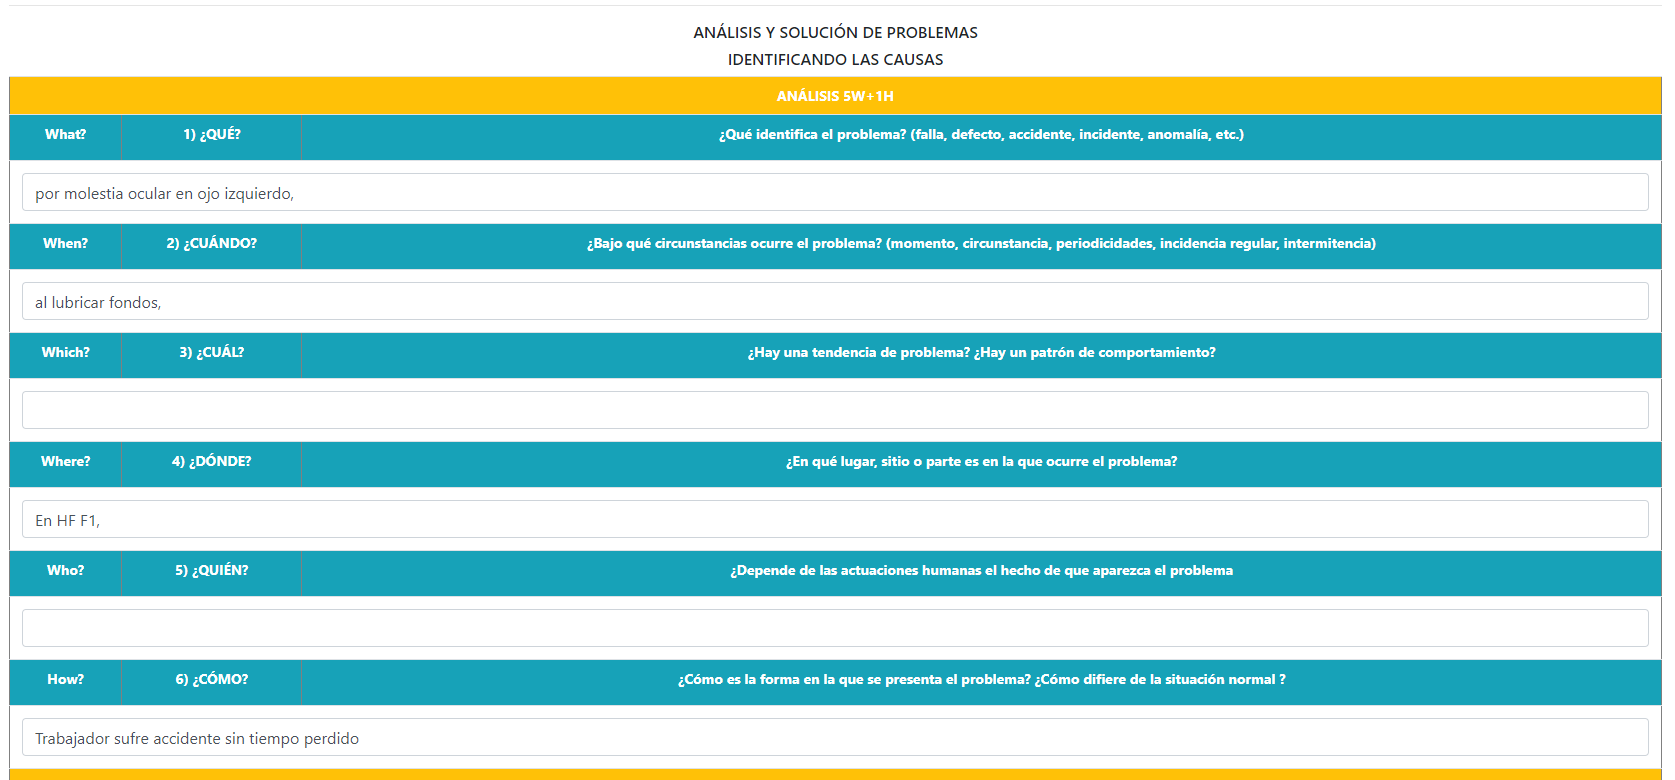 ANÁLISIS Y SOLUCIÓN DE PROBLEMAS
IDENTIFICANDO LAS CAUSAS
ANÁLISIS 5W+1H
What? 1) ¿QUÉ? ¿Qué identifica el problema? (falla, defecto, accidente, incidente, anomalía, etc.)
por molestia ocular en ojo izquierdo,
When? 2) ¿CUÁNDO? ¿Bajo qué circunstancias ocurre el problema? (momento, circunstancia, periodicidades, incidencia regular, intermitencia)
al lubricar fondos,
Which? 3) ¿CUÁL? ¿Hay una tendencia de problema? ¿Hay un patrón de comportamiento?
Where? 4) ¿DÓNDE? ¿En qué lugar, sitio o parte es en la que ocurre el problema?
En HF F1,
Who? 5) ¿QUIÉN? ¿Depende de las actuaciones humanas el hecho de que aparezca el problema
How? 6) ¿CÓMO? ¿Cómo es la forma en la que se presenta el problema? ¿Cómo difiere de la situación normal ?
Trabajador sufre accidente sin tiempo perdido